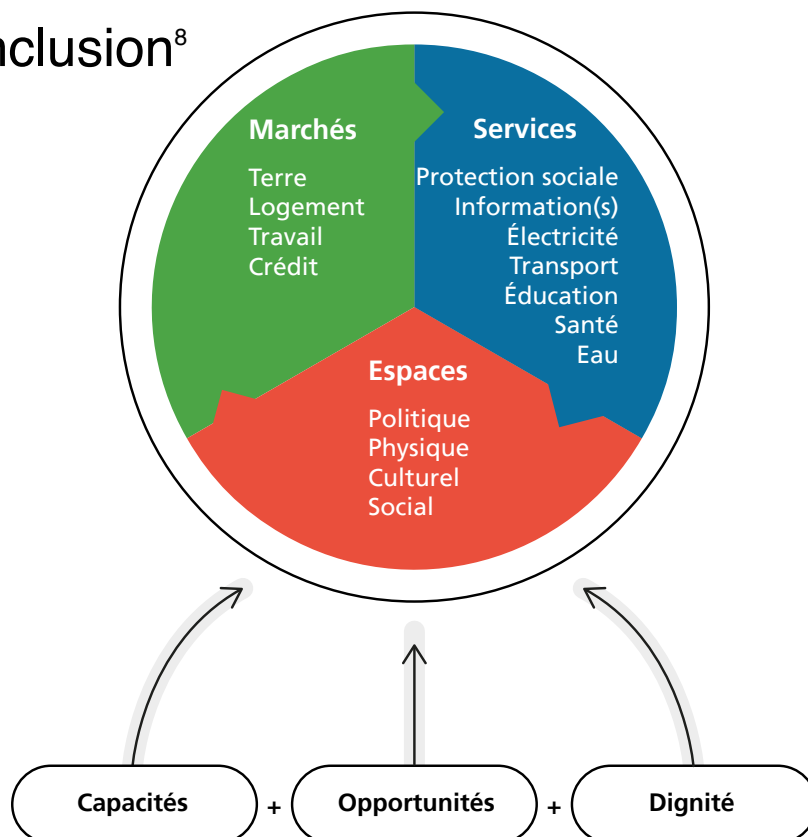 nclusion⁸
Marchés
Terre
Logement
Travail
Crédit
Services
Protection sociale
Information(s)
Électricité
Transport
Éducation
Santé
Eau
Espaces
Politique
Physique
Culturel
Social
Capacités
+
Opportunités
+
Dignité